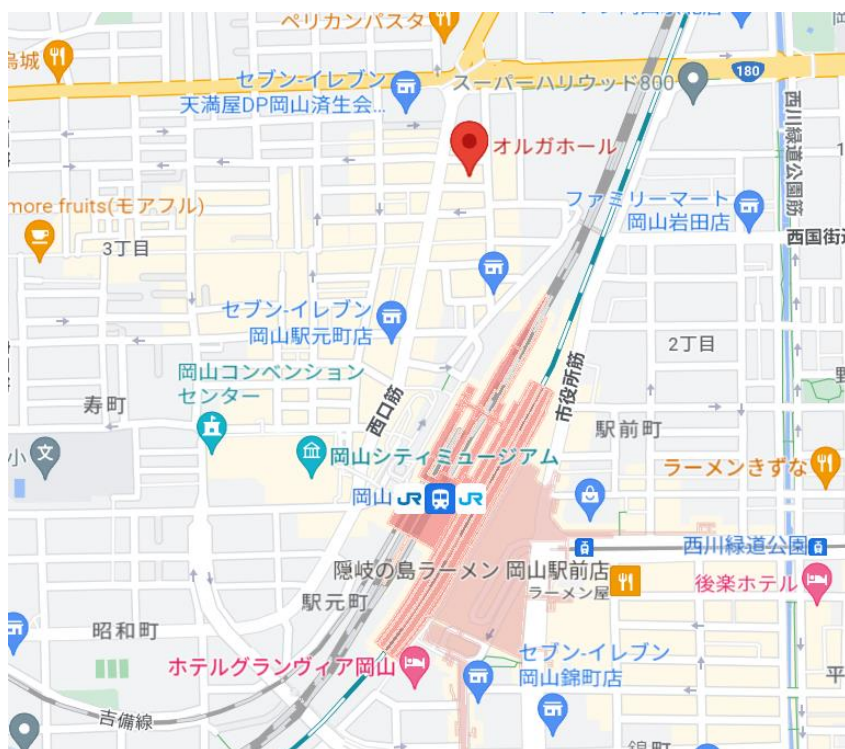 ペリカンパスタ
烏城
セブン-イレブン
天満屋DP岡山済生会...
スーパーハリウッド800
180
西川緑道公園筋
オルガホール
more fruits(モアフル)
ファミリーマート
岡山岩田店
西国街道
3丁目
セブン-イレブン
岡山駅元町店
2丁目
岡山コンベンション
センター
寿町
西口筋
市役所筋
駅前町
小
文
岡山シティミュージアム
ラーメンきずな
岡山
JR
JR
西川緑道公園
隠岐の島ラーメン 岡山駅前店
ラーメン屋
後楽ホテル
駅元町
昭和町
ホテルグランヴィア岡山
セブン-イレブン
岡山錦町店
平
吉備線
錦町